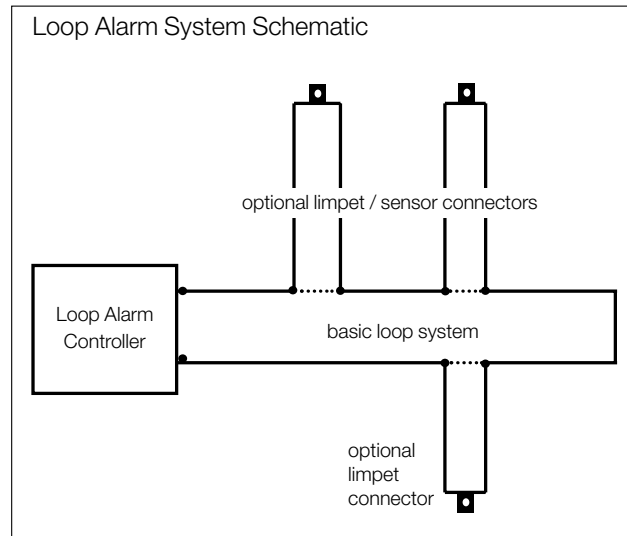 Loop Alarm System Schematic
optional limpet / sensor connectors
Loop Alarm
Controller
basic loop system
optional
limpet
connector